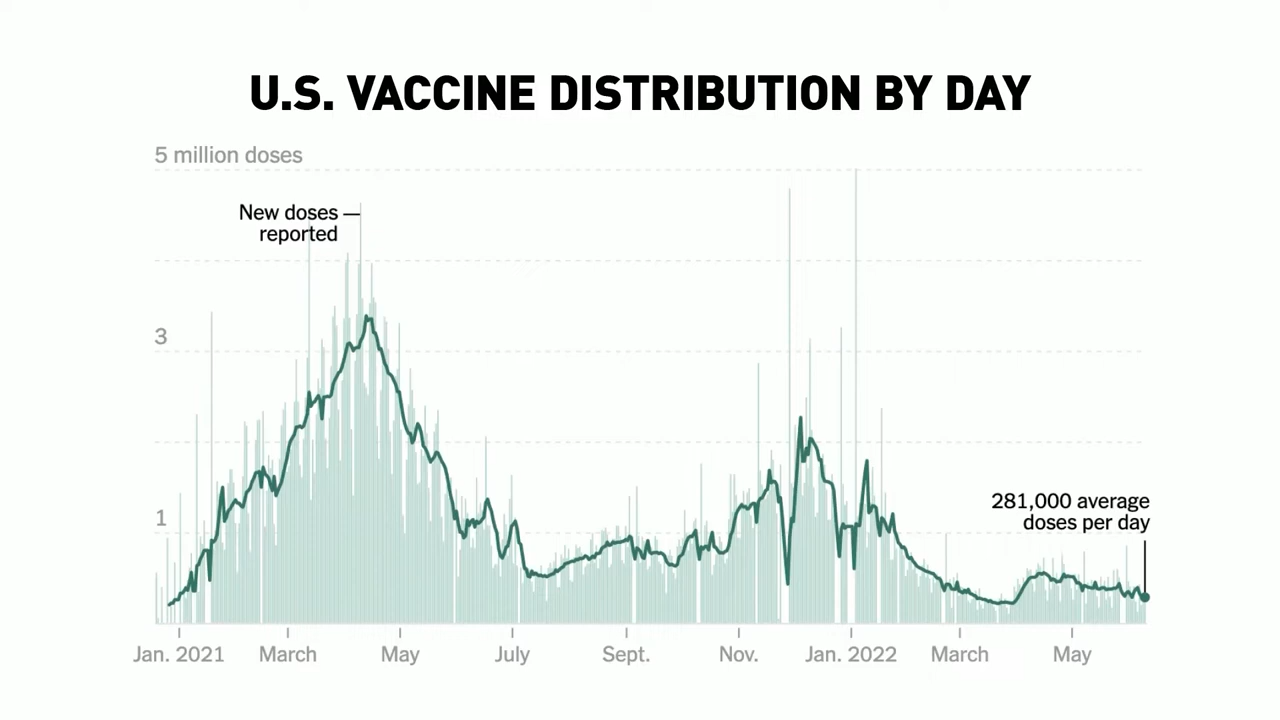 U.S. VACCINE DISTRIBUTION BY DAY
5 million doses
New doses
reported
3
1
281,000 average
doses per day
Jan. 2021 March May July Sept. Nov. Jan. 2022 March May